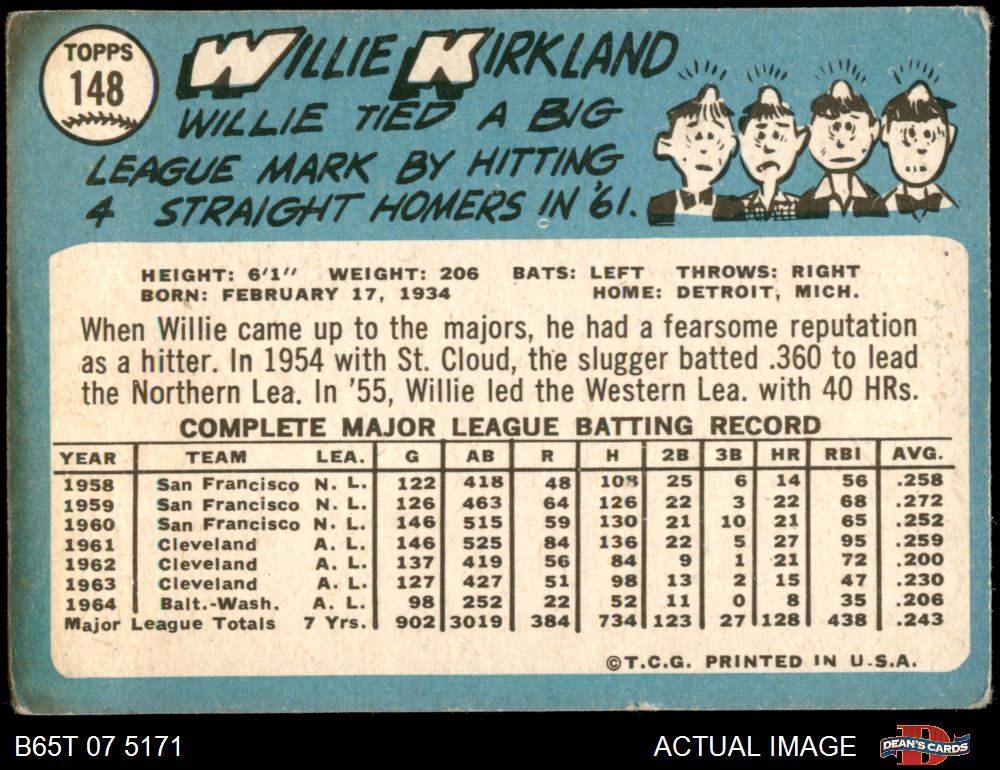 TOPPS
148
WILLIE KIRKLAND
WILLIE TIED A BIG
LEAGUE MARK BY HITTING
4 STRAIGHT HOMERS IN '61.
HEIGHT: 6'1" WEIGHT: 206 BATS: LEFT THROWS: RIGHT
BORN: FEBRUARY 17, 1934 HOME: DETROIT, MICH.
When Willie came up to the majors, he had a fearsome reputation
as a hitter. In 1954 with St. Cloud, the slugger batted .360 to lead
the Northern Lea. In '55, Willie led the Western Lea. with 40 HRs.
COMPLETE MAJOR LEAGUE BATTING RECORD
YEAR TEAM LEA. G AB R H 2B 3B HR RBI AVG.
1958 San Francisco N. L. 122 418 48 108 25 6 14 56 .258
1959 San Francisco N. L. 126 463 64 126 22 3 22 68 .272
1960 San Francisco N. L. 146 515 59 130 21 10 21 65 .252
1961 Cleveland A. L. 146 525 84 136 22 5 27 95 .259
1962 Cleveland A. L. 137 419 56 84 9 1 21 72 .200
1963 Cleveland A. L. 127 427 51 98 13 2 15 47 .230
1964 Balt.-Wash. A. L. 98 252 22 52 11 0 8 35 .206
Major League Totals 7 Yrs. 902 3019 384 734 123 27 128 438 .243
©T.C.G. PRINTED IN U.S.A.
B65T 07 5171 ACTUAL IMAGE DEAN'S CARDS